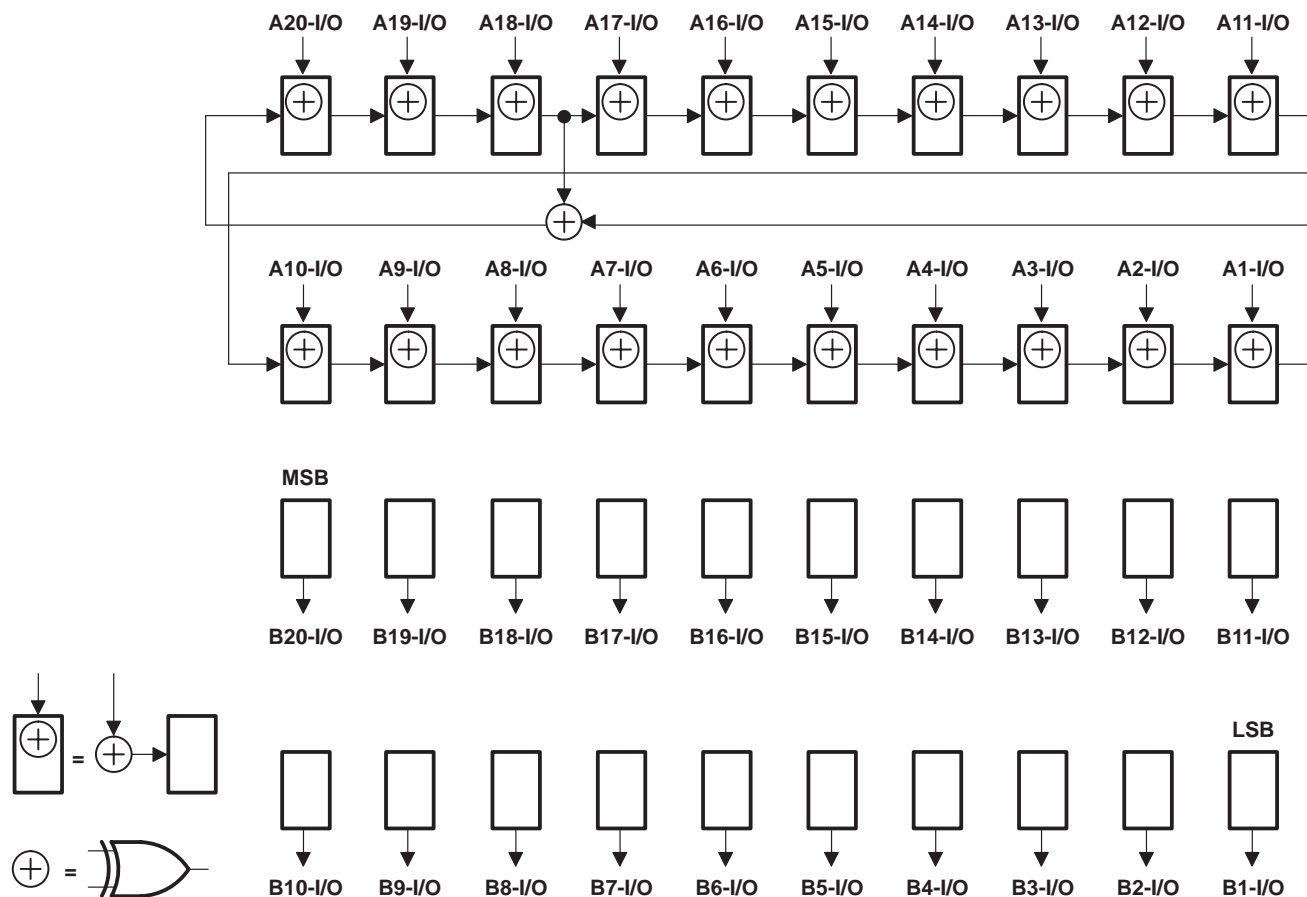 A20-I/O A19-I/O A18-I/O A17-I/O A16-I/O A15-I/O A14-I/O A13-I/O A12-I/O A11-I/O
A10-I/O A9-I/O A8-I/O A7-I/O A6-I/O A5-I/O A4-I/O A3-I/O A2-I/O A1-I/O
MSB
B20-I/O B19-I/O B18-I/O B17-I/O B16-I/O B15-I/O B14-I/O B13-I/O B12-I/O B11-I/O
LSB
=
=
B10-I/O B9-I/O B8-I/O B7-I/O B6-I/O B5-I/O B4-I/O B3-I/O B2-I/O B1-I/O